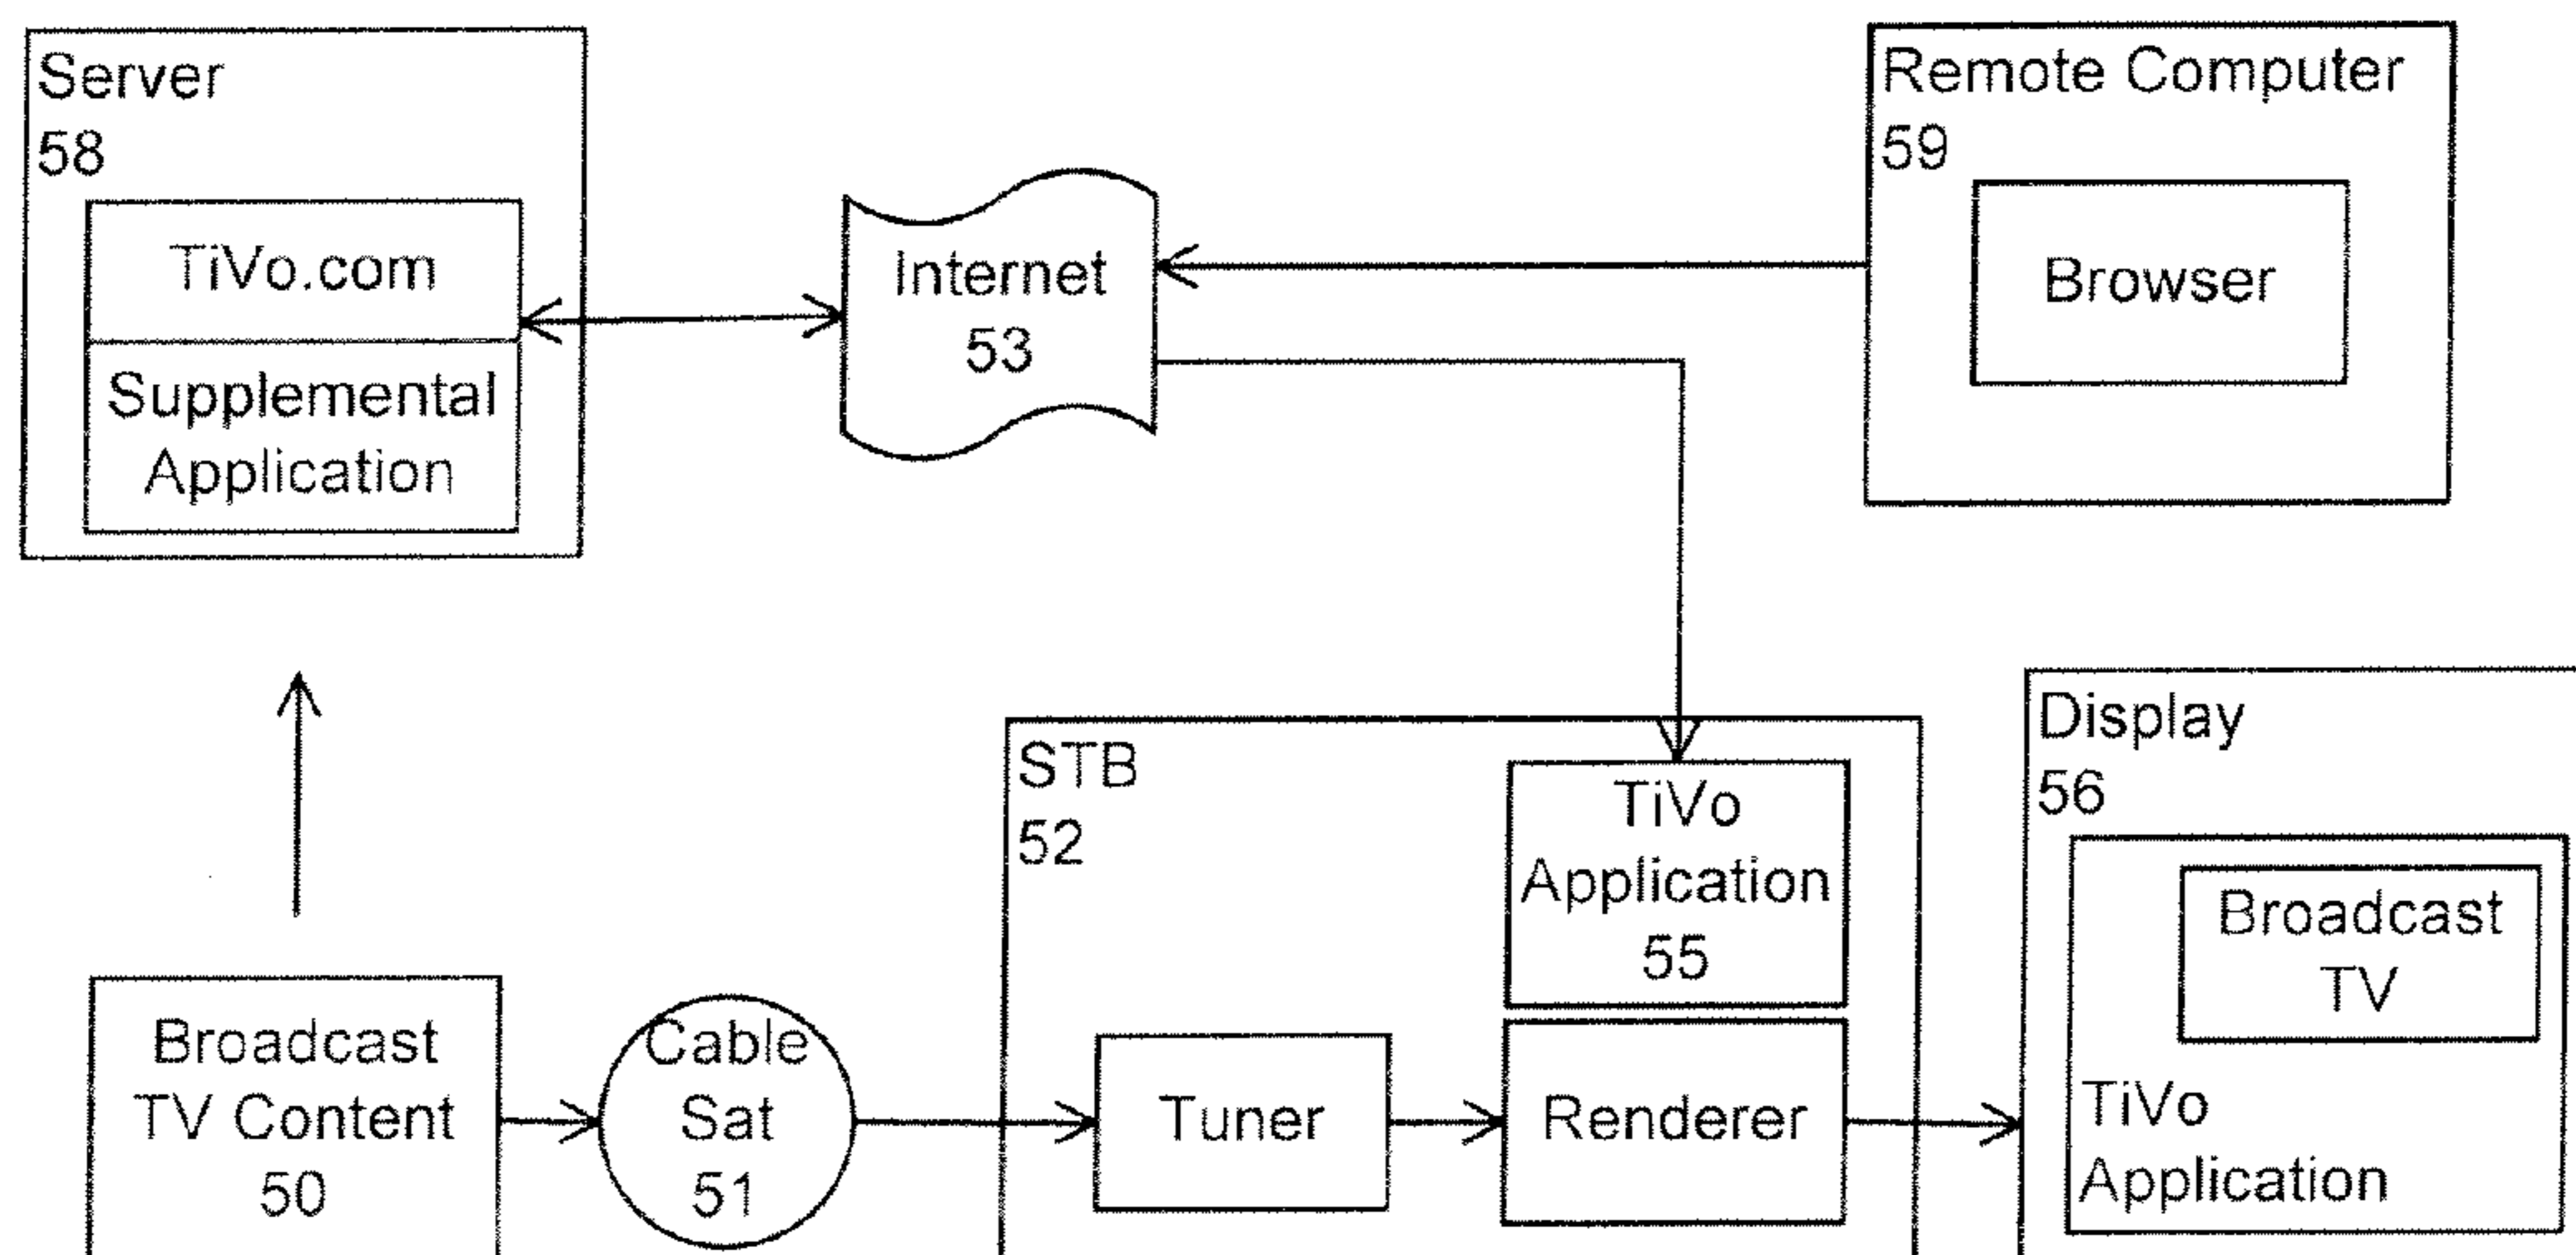 Server
58
TiVo.com
Supplemental
Application
Internet
53
Remote Computer
59
Browser
STB
52
TiVo
Application
55
Display
56
Broadcast
TV
TiVo
Application
Broadcast
TV Content
50
Cable
Sat
51
Tuner
Renderer